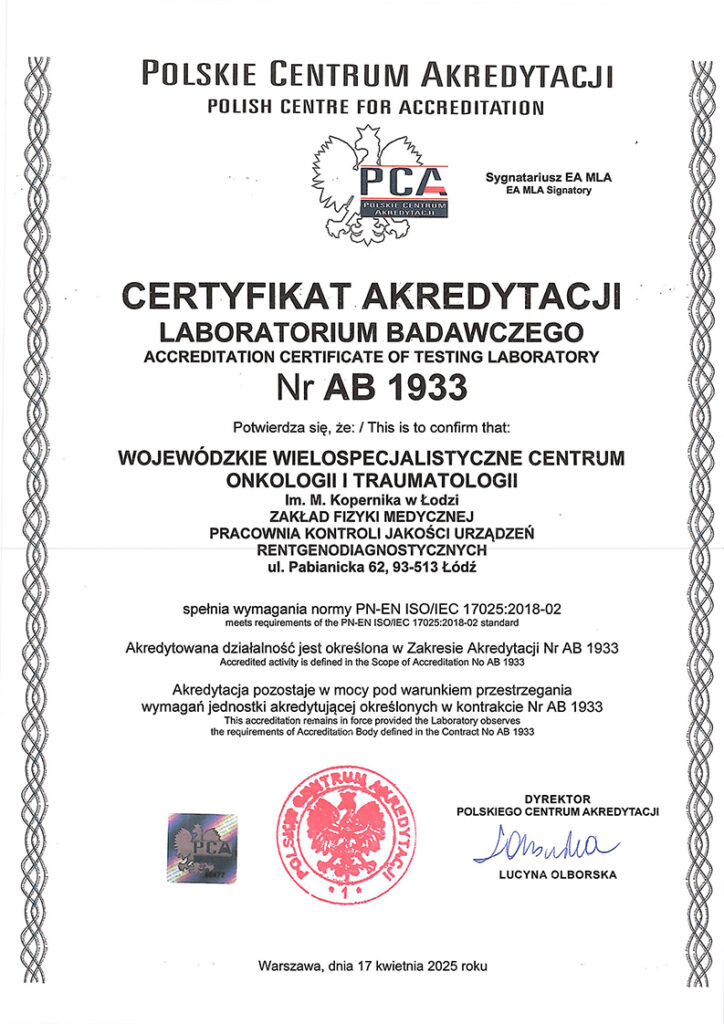 POLSKIE CENTRUM AKREDYTACJI
POLISH CENTRE FOR ACCREDITATION
PCA
POLSKIE CENTRUM
AKREDYTACJI
Sygnatariusz EA MLA
EA MLA Signatory
CERTYFIKAT AKREDYTACJI
LABORATORIUM BADAWCZEGO
ACCREDITATION CERTIFICATE OF TESTING LABORATORY
Nr AB 1933
Potwierdza się, że: / This is to confirm that:
WOJEWÓDZKIE WIELOSPECJALISTYCZNE CENTRUM
ONKOLOGII I TRAUMATOLOGII
Im. M. Kopernika w Łodzi
ZAKŁAD FIZYKI MEDYCZNEJ
PRACOWNIA KONTROLI JAKOŚCI URZĄDZEŃ
RENTGENODIAGNOSTYCZNYCH
ul. Pabianicka 62, 93-513 Łódź
spełnia wymagania normy PN-EN ISO/IEC 17025:2018-02
meets requirements of the PN-EN ISO/IEC 17025:2018-02 standard
Akredytowana działalność jest określona w Zakresie Akredytacji Nr AB 1933
Accredited activity is defined in the Scope of Accreditation No AB 1933
Akredytacja pozostaje w mocy pod warunkiem przestrzegania
wymagań jednostki akredytującej określonych w kontrakcie Nr AB 1933
This accreditation remains in force provided the Laboratory observes
the requirements of Accreditation Body defined in the Contract No AB 1933
PCA
POLSKIE CENTRUM AKREDYTACJI
* 1 *
DYREKTOR
POLSKIEGO CENTRUM AKREDYTACJI
LUCYNA OLBORSKA
Warszawa, dnia 17 kwietnia 2025 roku